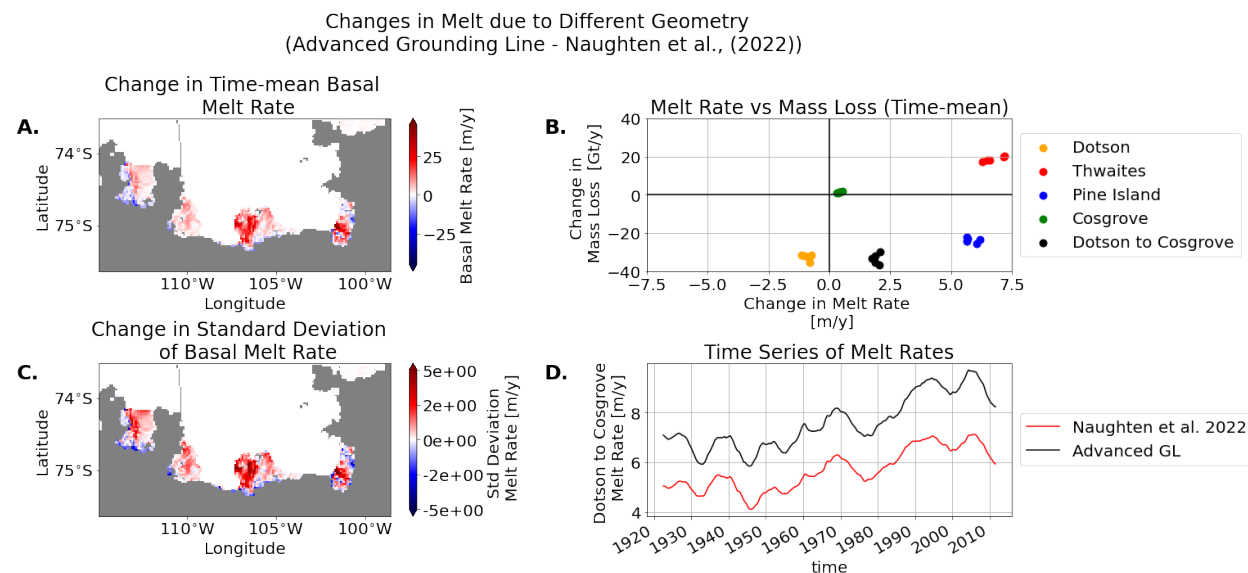 Changes in Melt due to Different Geometry
(Advanced Grounding Line - Naughten et al., (2022))
A.
Change in Time-mean Basal
Melt Rate
74°S
75°S
Latitude
110°W
105°W
100°W
Longitude
25
0
−25
Basal Melt Rate [m/y]
B.
Melt Rate vs Mass Loss (Time-mean)
40
20
0
−20
−40
Change in
Mass Loss [Gt/y]
−7.5
−5.0
−2.5
0.0
2.5
5.0
7.5
Change in Melt Rate
[m/y]
Dotson
Thwaites
Pine Island
Cosgrove
Dotson to Cosgrove
C.
Change in Standard Deviation
of Basal Melt Rate
74°S
75°S
Latitude
110°W
105°W
100°W
Longitude
5e+00
2e+00
0e+00
−2e+00
−5e+00
Std Deviation
Melt Rate [m/y]
D.
Time Series of Melt Rates
8
6
4
Dotson to Cosgrove
Melt Rate [m/y]
1920
1930
1940
1950
1960
1970
1980
1990
2000
2010
time
Naughten et al. 2022
Advanced GL